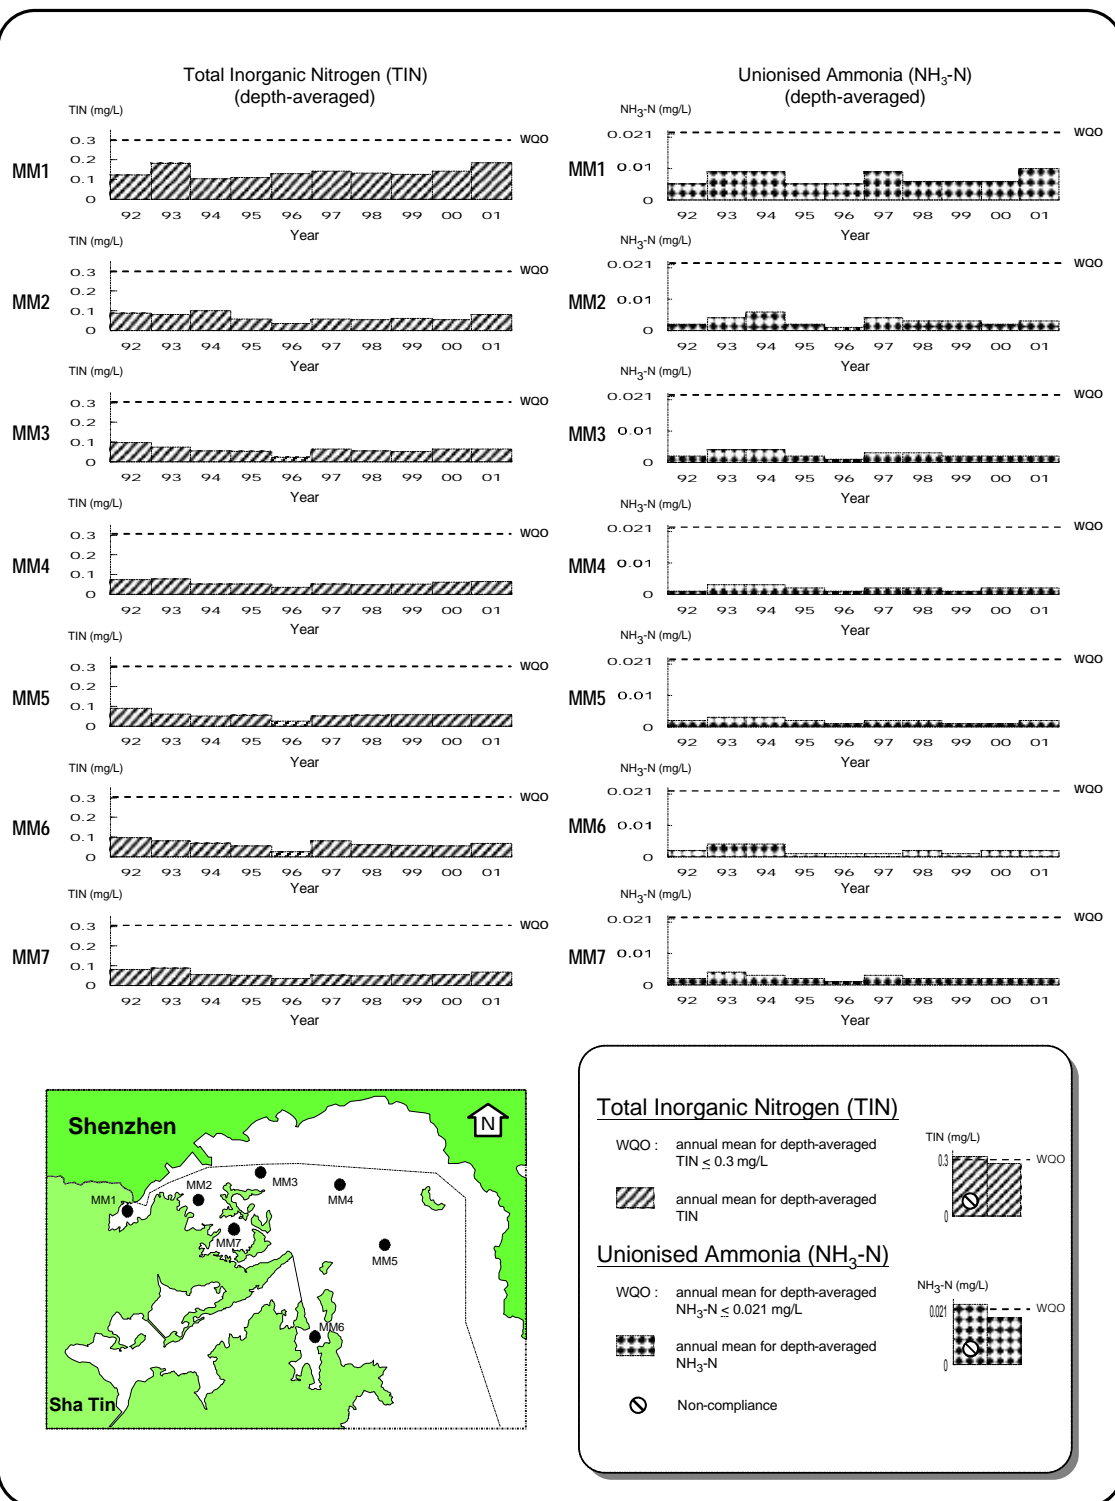 Total Inorganic Nitrogen (TIN)
(depth-averaged)
Unionised Ammonia (NH3-N)
(depth-averaged)
TIN (mg/L)
0.3
0.2
0.1
0
MM1
WQO
92 93 94 95 96 97 98 99 00 01
Year
NH3-N (mg/L)
0.021
0.01
0
MM1
WQO
92 93 94 95 96 97 98 99 00 01
Year
TIN (mg/L)
0.3
0.2
0.1
0
MM2
WQO
92 93 94 95 96 97 98 99 00 01
Year
NH3-N (mg/L)
0.021
0.01
0
MM2
WQO
92 93 94 95 96 97 98 99 00 01
Year
TIN (mg/L)
0.3
0.2
0.1
0
MM3
WQO
92 93 94 95 96 97 98 99 00 01
Year
NH3-N (mg/L)
0.021
0.01
0
MM3
WQO
92 93 94 95 96 97 98 99 00 01
Year
TIN (mg/L)
0.3
0.2
0.1
0
MM4
WQO
92 93 94 95 96 97 98 99 00 01
Year
NH3-N (mg/L)
0.021
0.01
0
MM4
WQO
92 93 94 95 96 97 98 99 00 01
Year
TIN (mg/L)
0.3
0.2
0.1
0
MM5
WQO
92 93 94 95 96 97 98 99 00 01
Year
NH3-N (mg/L)
0.021
0.01
0
MM5
WQO
92 93 94 95 96 97 98 99 00 01
Year
TIN (mg/L)
0.3
0.2
0.1
0
MM6
WQO
92 93 94 95 96 97 98 99 00 01
Year
NH3-N (mg/L)
0.021
0.01
0
MM6
WQO
92 93 94 95 96 97 98 99 00 01
Year
TIN (mg/L)
0.3
0.2
0.1
0
MM7
WQO
92 93 94 95 96 97 98 99 00 01
Year
NH3-N (mg/L)
0.021
0.01
0
MM7
WQO
92 93 94 95 96 97 98 99 00 01
Year
Shenzhen
N
MM1
MM2
MM3
MM4
MM7
MM5
MM6
Sha Tin
Total Inorganic Nitrogen (TIN)
WQO : annual mean for depth-averaged
TIN ≤ 0.3 mg/L
annual mean for depth-averaged
TIN
TIN (mg/L)
0.3
WQO
0
Unionised Ammonia (NH3-N)
WQO : annual mean for depth-averaged
NH3-N ≤ 0.021 mg/L
annual mean for depth-averaged
NH3-N
NH3-N (mg/L)
0.021
WQO
0
Non-compliance